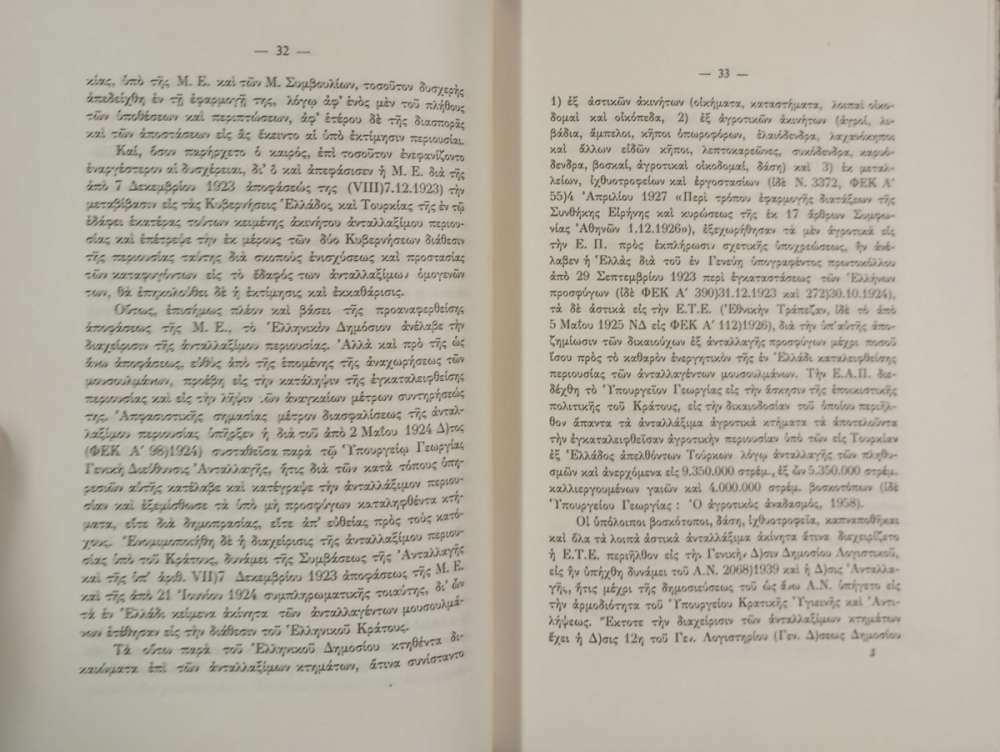 — 32 —
κίας, ὑπὸ τῆς Μ. Ε. καὶ τῶν Μ. Συμβουλίων, τοσοῦτον δυσχερὴς
ἀπεδείχθη ἐν τῇ ἐφαρμογῇ της, λόγῳ ἀφ' ἑνὸς μὲν τοῦ πλήθους
τῶν ὑποθέσεων καὶ περιπτώσεων, ἀφ' ἑτέρου δὲ τῆς διασπορᾶς
καὶ τῶν ἀποστάσεων εἰς ἃς ἔκειντο αἱ ὑπὸ ἐκτίμησιν περιουσίαι.
Καί, ὅσον παρήρχετο ὁ καιρός, ἐπὶ τοσοῦτον ἐνεφανίζοντο
ἐναργέστερον αἱ δυσχέρειαι, δι' ὃ καὶ ἀπεφάσισεν ἡ Μ. Ε. διὰ τῆς
ἀπὸ 7 Δεκεμβρίου 1923 ἀποφάσεώς της (VIII)7.12.1923) τὴν
μεταβίβασιν εἰς τὰς Κυβερνήσεις Ἑλλάδος, καὶ Τουρκίας τῆς ἐν τῷ
ἐδάφει ἑκατέρας τούτων κειμένης ἀκινήτου ἀνταλλαξίμου περιου-
σίας καὶ ἐπέτρεψε τὴν ἐκ μέρους τῶν δύο Κυβερνήσεων διάθεσιν
τῆς περιουσίας ταύτης διὰ σκοποὺς ἐνισχύσεως καὶ προστασίας
τῶν καταφυγόντων εἰς τὸ ἔδαφός των ἀνταλλαξίμων ὁμογενῶν
των, θὰ ἐπηκολούθει δὲ ἡ ἐκτίμησις καὶ ἐκκαθάρισις.
Οὕτως, ἐπισήμως πλέον καὶ βάσει τῆς προαναφερθείσης
ἀποφάσεως τῆς Μ. Ε., τὸ Ἑλληνικὸν Δημόσιον ἀνέλαβε τὴν
διαχείρισιν τῆς ἀνταλλαξίμου περιουσίας. Ἀλλὰ καὶ πρὸ τῆς ὡς
ἄνω ἀποφάσεως, εὐθὺς ἀπὸ τῆς ἑπομένης τῆς ἀναχωρήσεως τῶν
μουσουλμάνων, προέβη εἰς τὴν κατάληψιν τῆς ἐγκαταλειφθείσης
περιουσίας καὶ εἰς τὴν λῆψιν τῶν ἀναγκαίων μέτρων συντηρήσεώς
της. Ἀπφασιστικῆς σημασίας μέτρον διασφαλίσεως τῆς ἀνταλ-
λαξίμου περιουσίας ὑπῆρξεν ἡ διὰ τοῦ ἀπὸ 2 Μαΐου 1924 Δ)τος
(ΦΕΚ Α' 98)1924) συσταθεῖσα παρὰ τῷ Ὑπουργείῳ Γεωργίας
Γενικὴ Διεύθυνσις Ἀνταλλαγῆς, ἥτις διὰ τῶν κατὰ τόπους ὑπη-
ρεσιῶν αὐτῆς κατέλαβε καὶ κατέγραψε τὴν ἀνταλλάξιμον περιου-
σίαν καὶ ἐξεμίσθωσε τὰ ὑπὸ μὴ προσφύγων καταληφθέντα κτή-
ματα, εἴτε διὰ δημοπρασίας, εἴτε ἀπ' εὐθείας πρὸς τοὺς κατό-
χους. Ἐνομιμοποιήθη δὲ ἡ διαχείρισις τῆς ἀνταλλαξίμου περιου-
σίας ὑπὸ τοῦ Κράτους, δυνάμει τῆς Συμβάσεως τῆς Ἀνταλλαγῆς
καὶ τῆς ὑπ' ἀριθ. VII)7 Δεκεμβρίου 1923 ἀποφάσεως τῆς Μ. Ε.
καὶ τῆς ἀπὸ 21 Ἰουνίου 1924 συμπληρωματικῆς τοιαύτης, δι' ὧν
τὰ ἐν Ἑλλάδι κείμενα ἀκίνητα τῶν ἀνταλλαγέντων μουσουλμά-
νων ἐτέθησαν εἰς τὴν διάθεσιν τοῦ Ἑλληνικοῦ Κράτους.
Τὰ οὕτω παρὰ τοῦ Ἑλληνικοῦ Δημοσίου κτηθέντα δι-
καιώματα ἐπὶ τῶν ἀνταλλαξίμων κτημάτων, ἅτινα συνίσταντο
— 33 —
1) ἐξ ἀστικῶν ἀκινήτων (οἰκήματα, καταστήματα, λοιπαὶ οἰκο-
δομαὶ καὶ οἰκόπεδα, 2) ἐξ ἀγροτικῶν ἀκινήτων (ἀγροί, λι-
βάδια, ἄμπελοι, κῆποι ὀπωροφόροι, ἐλαιόδενδρα, λαχανόκηποι
καὶ ἄλλων εἰδῶν κῆποι, λεπτοκαρεῶνες, συκόδενδρα, καρυό-
δενδρα, βοσκαί, ἀγροτικαὶ οἰκοδομαί, δάση) καὶ 3) ἐκ μεταλ-
λείων, ἰχθυοτροφείων καὶ ἐργοστασίων (ἰδὲ Ν. 3372, ΦΕΚ Α'
55)4 Ἀπριλίου 1927 «Περὶ τρόπου ἐφαρμογῆς διατάξεων τῆς
Συνθήκης Εἰρήνης καὶ κυρώσεως τῆς ἐκ 17 ἄρθρων Συμφω-
νίας Ἀθηνῶν 1.12.1926»), ἐξεχωρήθησαν τὰ μὲν ἀγροτικὰ εἰς
τὴν Ε. Π. πρὸς ἐκπλήρωσιν σχετικῆς ὑποχρεώσεως, ἣν ἀνέ-
λαβεν ἡ Ἑλλὰς διὰ τοῦ ἐν Γενεύῃ ὑπογραφέντος πρωτοκόλλου
ἀπὸ 29 Σεπτεμβρίου 1923 περὶ ἐγκαταστάσεως τῶν Ἑλλήνων
προσφύγων (ἰδὲ ΦΕΚ Α' 390)31.12.1923 καὶ 272)30.10.1924),
τὰ δὲ ἀστικὰ εἰς τὴν Ε.Τ.Ε. (Ἐθνικὴν Τράπεζαν, ἰδὲ τὸ ἀπὸ
5 Μαΐου 1925 ΝΔ εἰς ΦΕΚ Α' 112)1926), διὰ τὴν ὑπ' αὐτῆς ἀπο-
ζημίωσιν τῶν δικαιούχων ἐξ ἀνταλλαγῆς προσφύγων μέχρι ποσοῦ
ἴσου πρὸς τὸ καθαρὸν ἐνεργητικὸν τῆς ἐν Ἑλλάδι καταλειφθείσης
περιουσίας τῶν ἀνταλλαγέντων μουσουλμάνων. Τὴν Ε.Α.Π. διε-
δέχθη τὸ Ὑπουργεῖον Γεωργίας εἰς τὴν ἄσκησιν τῆς ἐποικιστικῆς
πολιτικῆς τοῦ Κράτους, εἰς τὴν δικαιοδοσίαν τοῦ ὁποίου περιῆλ-
θον ἅπαντα τὰ ἀνταλλάξιμα ἀγροτικὰ κτήματα τὰ ἀποτελοῦντα
τὴν ἐγκαταλειφθεῖσαν ἀγροτικὴν περιουσίαν ὑπὸ τῶν εἰς Τουρκίαν
ἐξ Ἑλλάδος ἀπελθόντων Τούρκων λόγῳ ἀνταλλαγῆς τῶν πληθυ-
σμῶν καὶ ἀνερχόμενα εἰς 9.350.000 στρέμ., ἐξ ὧν 5.350.000 στρέμ.
καλλιεργουμένων γαιῶν καὶ 4.000.000 στρέμ. βοσκοτόπων (ἰδὲ
Ὑπουργείου Γεωργίας : Ὁ ἀγροτικὸς ἀναδασμός, 1958).
Οἱ ὑπόλοιποι βοσκότοποι, δάση, ἰχθυοτροφεῖα, καπναποθῆκαι
καὶ ὅλα τὰ λοιπὰ ἀστικὰ ἀνταλλάξιμα ἀκίνητα ἅτινα διεχειρίζετο
ἡ Ε.Τ.Ε. περιῆλθον εἰς τὴν Γενικὴν Δ)σιν Δημοσίου Λογιστικοῦ,
εἰς ἣν ὑπήχθη δυνάμει τοῦ Α.Ν. 2068)1939 καὶ ἡ Δ)σις Ἀνταλλα-
γῆς, ἥτις μέχρι τῆς δημοσιεύσεως τοῦ ὡς ἄνω Α.Ν. ὑπήγετο εἰς
τὴν ἁρμοδιότητα τοῦ Ὑπουργείου Κρατικῆς Ὑγιεινῆς καὶ Ἀντι-
λήψεως. Ἔκτοτε τὴν διαχείρισιν τῶν ἀνταλλαξίμων κτημάτων
ἔχει ἡ Δ)σις 12η τοῦ Γεν. Λογιστηρίου (Γεν. Δ)σεως Δημοσίου